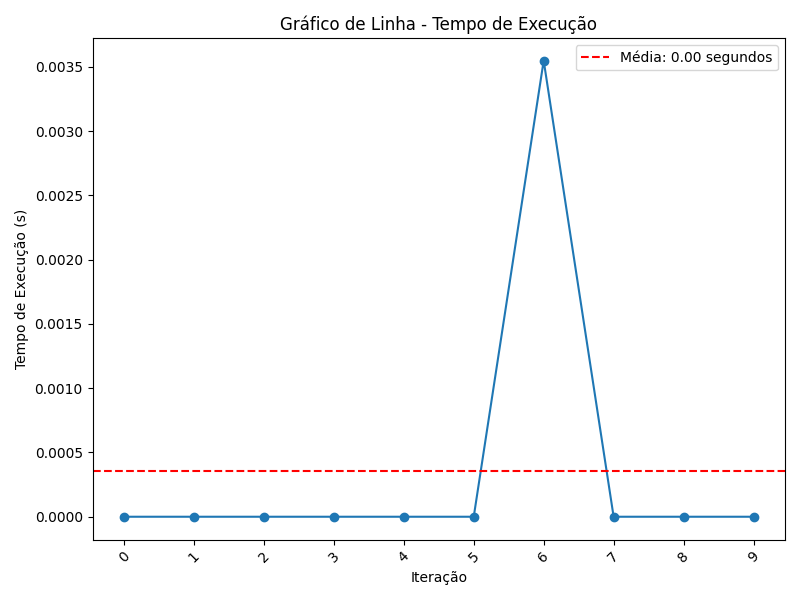 Gráfico de Linha - Tempo de Execução
Média: 0.00 segundos
Tempo de Execução (s)
0.0035
0.0030
0.0025
0.0020
0.0015
0.0010
0.0005
0.0000
0 1 2 3 4 5 6 7 8 9
Iteração